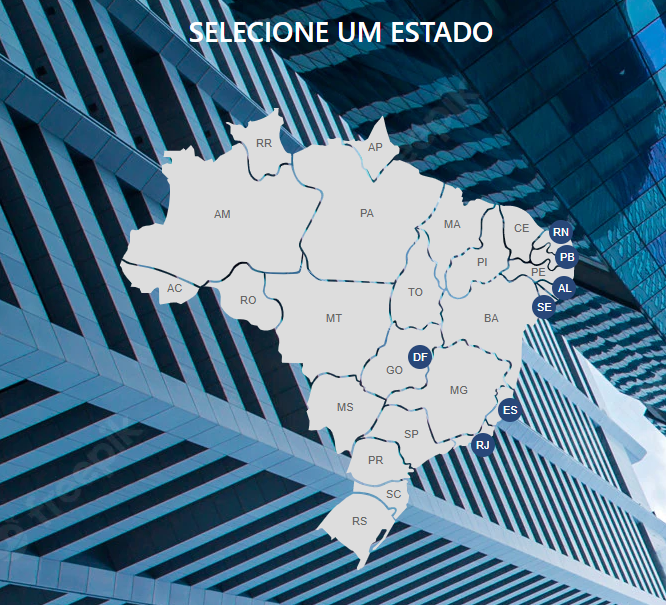 SELECIONE UM ESTADO
RR
AP
AM
PA
MA
CE
RN
PB
PI
PE
AC
RO
TO
AL
SE
MT
BA
DF
GO
MG
MS
ES
SP
RJ
PR
SC
RS
freepik